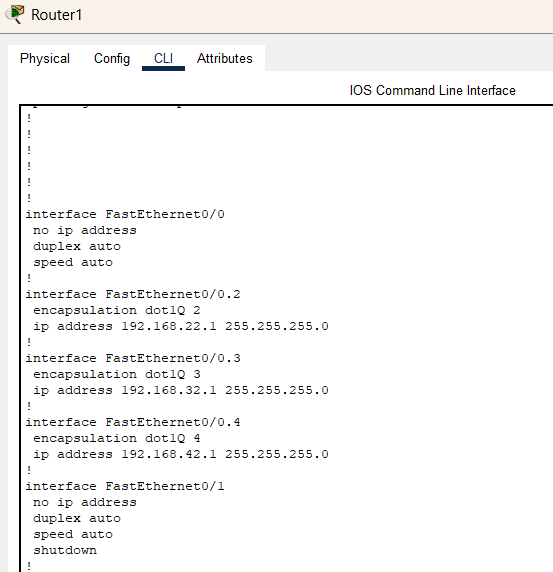 Router1
Physical Config CLI Attributes
IOS Command Line Interface
!
!
!
!
!
!
interface FastEthernet0/0
 no ip address
 duplex auto
 speed auto
!
interface FastEthernet0/0.2
 encapsulation dot1Q 2
 ip address 192.168.22.1 255.255.255.0
!
interface FastEthernet0/0.3
 encapsulation dot1Q 3
 ip address 192.168.32.1 255.255.255.0
!
interface FastEthernet0/0.4
 encapsulation dot1Q 4
 ip address 192.168.42.1 255.255.255.0
!
interface FastEthernet0/1
 no ip address
 duplex auto
 speed auto
 shutdown
!